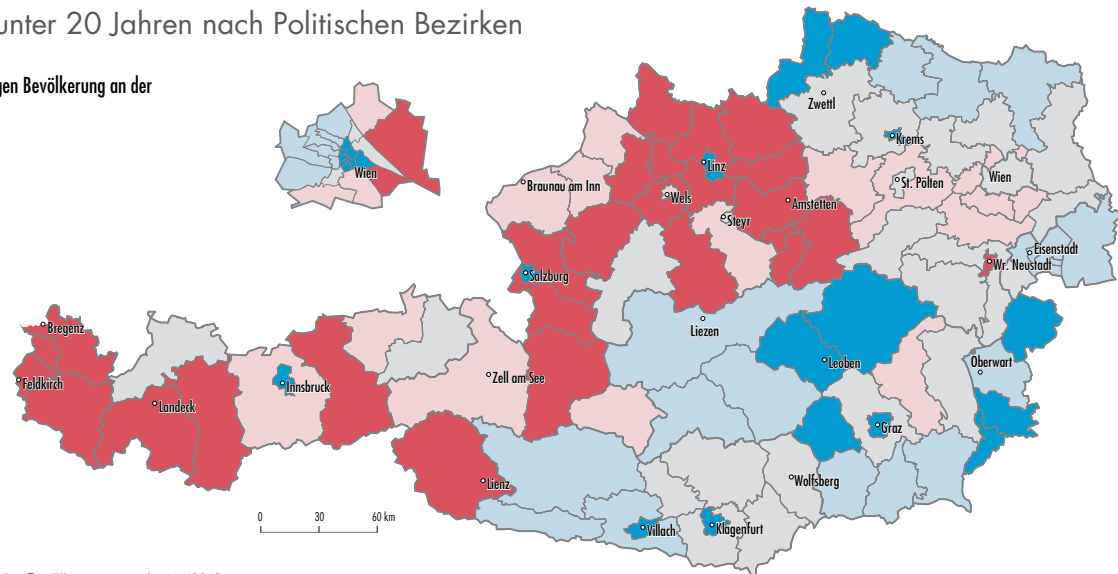 unter 20 Jahren nach Politischen Bezirken
gen Bevölkerung an der
Zwettl
Krems
Wien
Linz
Braunau am Inn
St. Pölten
Wien
Wels
Amstetten
Steyr
Eisenstadt
Wr. Neustadt
Salzburg
Bregenz
Liezen
Leoben
Oberwart
Feldkirch
Innsbruck
Zell am See
Landeck
Graz
Lienz
Wolfsberg
0 30 60 km
Villach
Klagenfurt